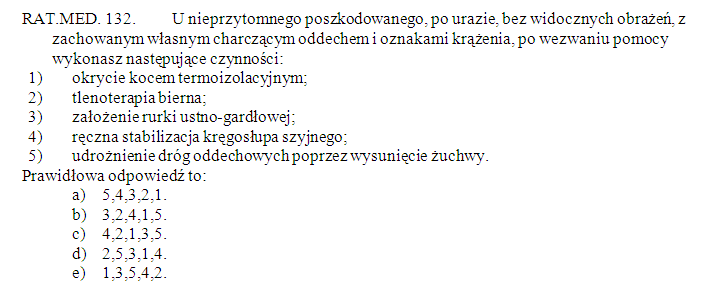 RAT.MED. 132. U nieprzytomnego poszkodowanego, po urazie, bez widocznych obrażeń, z
zachowanym własnym charczącym oddechem i oznakami krążenia, po wezwaniu pomocy
wykonasz następujące czynności:
1) okrycie kocem termoizolacyjnym;
2) tlenoterapia bierna;
3) założenie rurki ustno-gardłowej;
4) ręczna stabilizacja kręgosłupa szyjnego;
5) udrożnienie dróg oddechowych poprzez wysunięcie żuchwy.
Prawidłowa odpowiedź to:
a) 5,4,3,2,1.
b) 3,2,4,1,5.
c) 4,2,1,3,5.
d) 2,5,3,1,4.
e) 1,3,5,4,2.